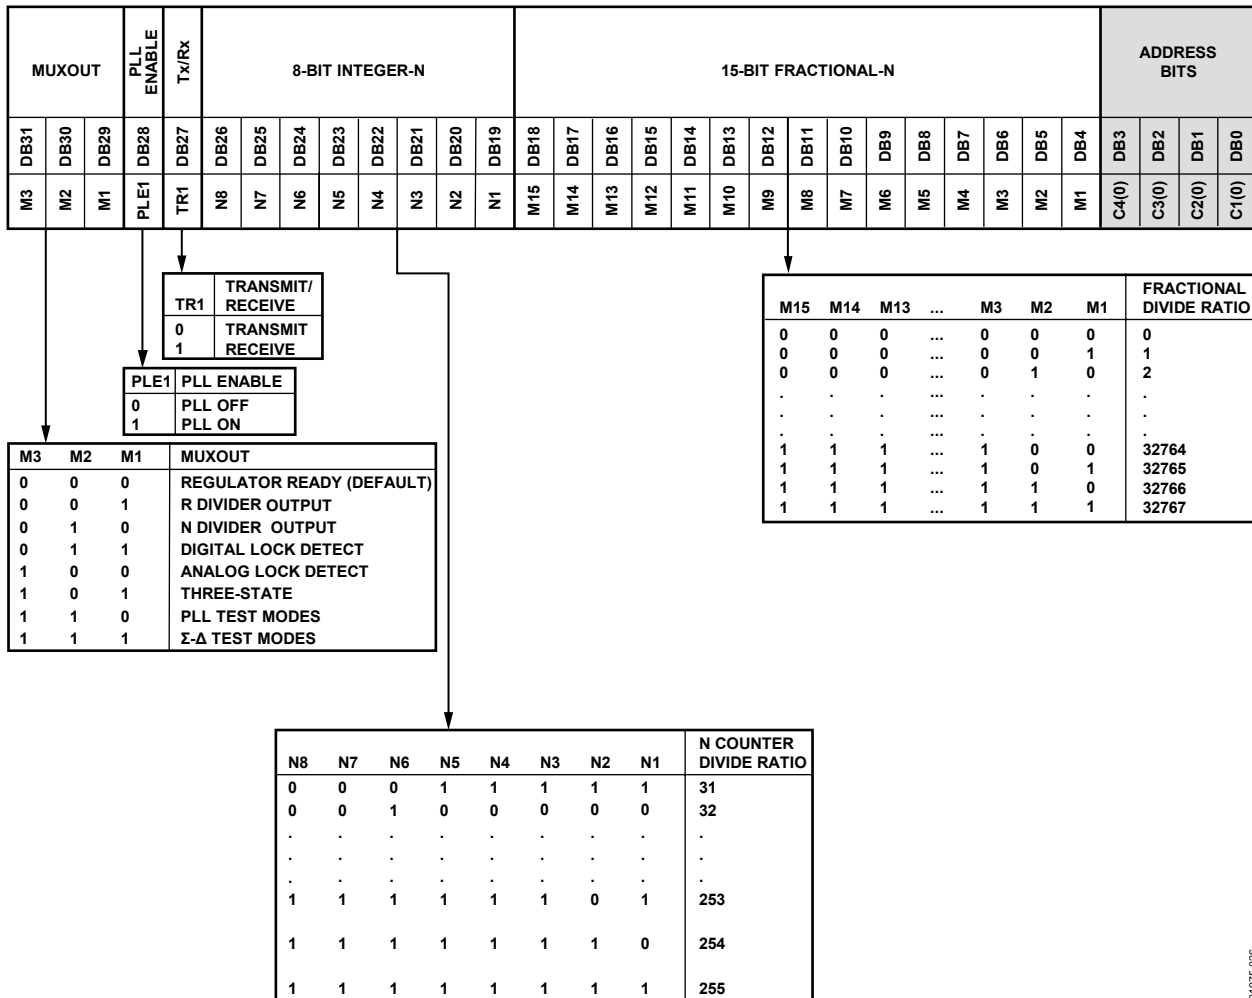 MUXOUT PLL ENABLE Tx/Rx 8-BIT INTEGER-N 15-BIT FRACTIONAL-N ADDRESS BITS
DB31 DB30 DB29 DB28 DB27 DB26 DB25 DB24 DB23 DB22 DB21 DB20 DB19 DB18 DB17 DB16 DB15 DB14 DB13 DB12 DB11 DB10 DB9 DB8 DB7 DB6 DB5 DB4 DB3 DB2 DB1 DB0
M3 M2 M1 PLE1 TR1 N8 N7 N6 N5 N4 N3 N2 N1 M15 M14 M13 M12 M11 M10 M9 M8 M7 M6 M5 M4 M3 M2 M1 C4(0) C3(0) C2(0) C1(0)
TR1 TRANSMIT/ RECEIVE
0 TRANSMIT
1 RECEIVE
PLE1 PLL ENABLE
0 PLL OFF
1 PLL ON
M3 M2 M1 MUXOUT
0 0 0 REGULATOR READY (DEFAULT)
0 0 1 R DIVIDER OUTPUT
0 1 0 N DIVIDER OUTPUT
0 1 1 DIGITAL LOCK DETECT
1 0 0 ANALOG LOCK DETECT
1 0 1 THREE-STATE
1 1 0 PLL TEST MODES
1 1 1 Σ-Δ TEST MODES
M15 M14 M13 ... M3 M2 M1 FRACTIONAL DIVIDE RATIO
0 0 0 ... 0 0 0 0
0 0 0 ... 0 0 1 1
0 0 0 ... 0 1 0 2
. . . ... . . . .
. . . ... . . . .
. . . ... . . . .
1 1 1 ... 1 0 0 32764
1 1 1 ... 1 0 1 32765
1 1 1 ... 1 1 0 32766
1 1 1 ... 1 1 1 32767
N8 N7 N6 N5 N4 N3 N2 N1 N COUNTER DIVIDE RATIO
0 0 0 1 1 1 1 1 31
0 0 1 0 0 0 0 0 32
. . . . . . . . .
. . . . . . . . .
. . . . . . . . .
1 1 1 1 1 1 0 1 253
1 1 1 1 1 1 1 0 254
1 1 1 1 1 1 1 1 255